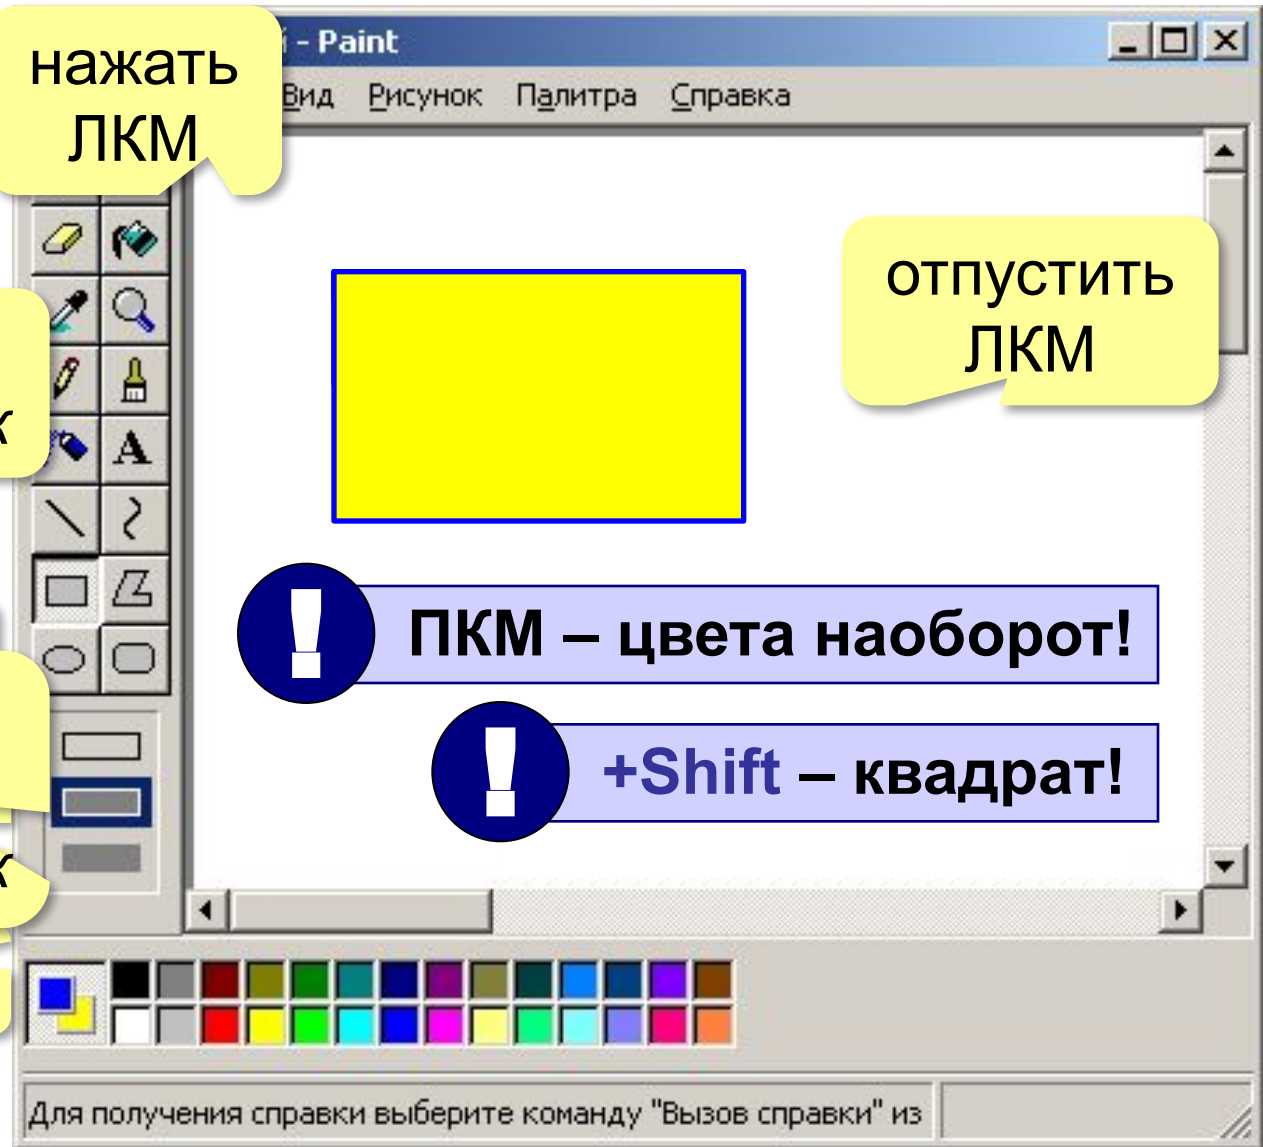 нажать
ЛКМ
- Paint
Вид Рисунок Палитра Справка
отпустить
ЛКМ
к
A
! ПКМ – цвета наоборот!
! +Shift – квадрат!
к
Для получения справки выберите команду "Вызов справки" из